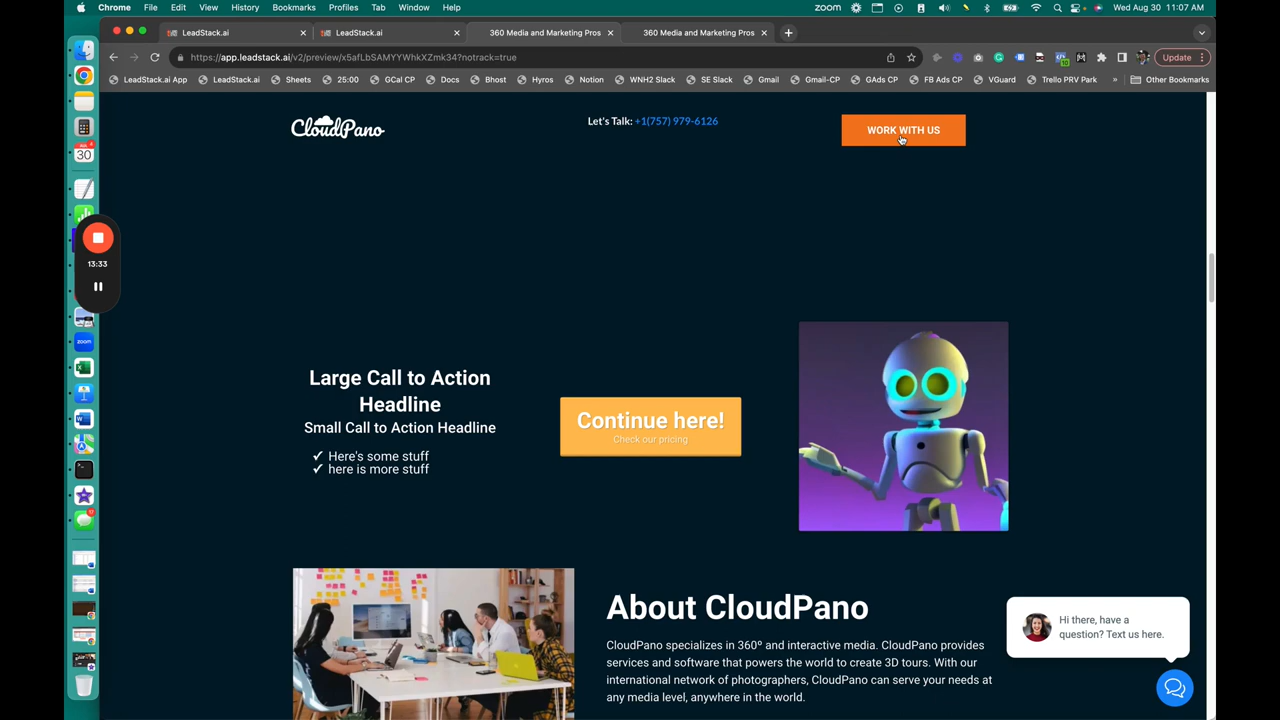 Chrome File Edit View History Bookmarks Profiles Tab Window Help
zoom Wed Aug 30 11:07 AM
LeadStack.ai LeadStack.ai 360 Media and Marketing Pros 360 Media and Marketing Pros
https://app.leadstack.ai/v2/preview/x5afLbSAMYYWhkXZmk34?notrack=true
Update
LeadStack.ai App LeadStack.ai Sheets 25:00 GCal CP Docs Bhost Hyros Notion WNH2 Slack SE Slack Gmail Gmail-CP GAds CP FB Ads CP VGuard Trello PRV Park » Other Bookmarks
CloudPano
Let's Talk: +1(757) 979-6126
WORK WITH US
30
13:33
zoom
Large Call to Action
Headline
Small Call to Action Headline
✓ Here's some stuff
✓ here is more stuff
Continue here!
Check our pricing
About CloudPano
CloudPano specializes in 360º and interactive media. CloudPano provides
services and software that powers the world to create 3D tours. With our
international network of photographers, CloudPano can serve your needs at
any media level, anywhere in the world.
Hi there, have a
question? Text us here.